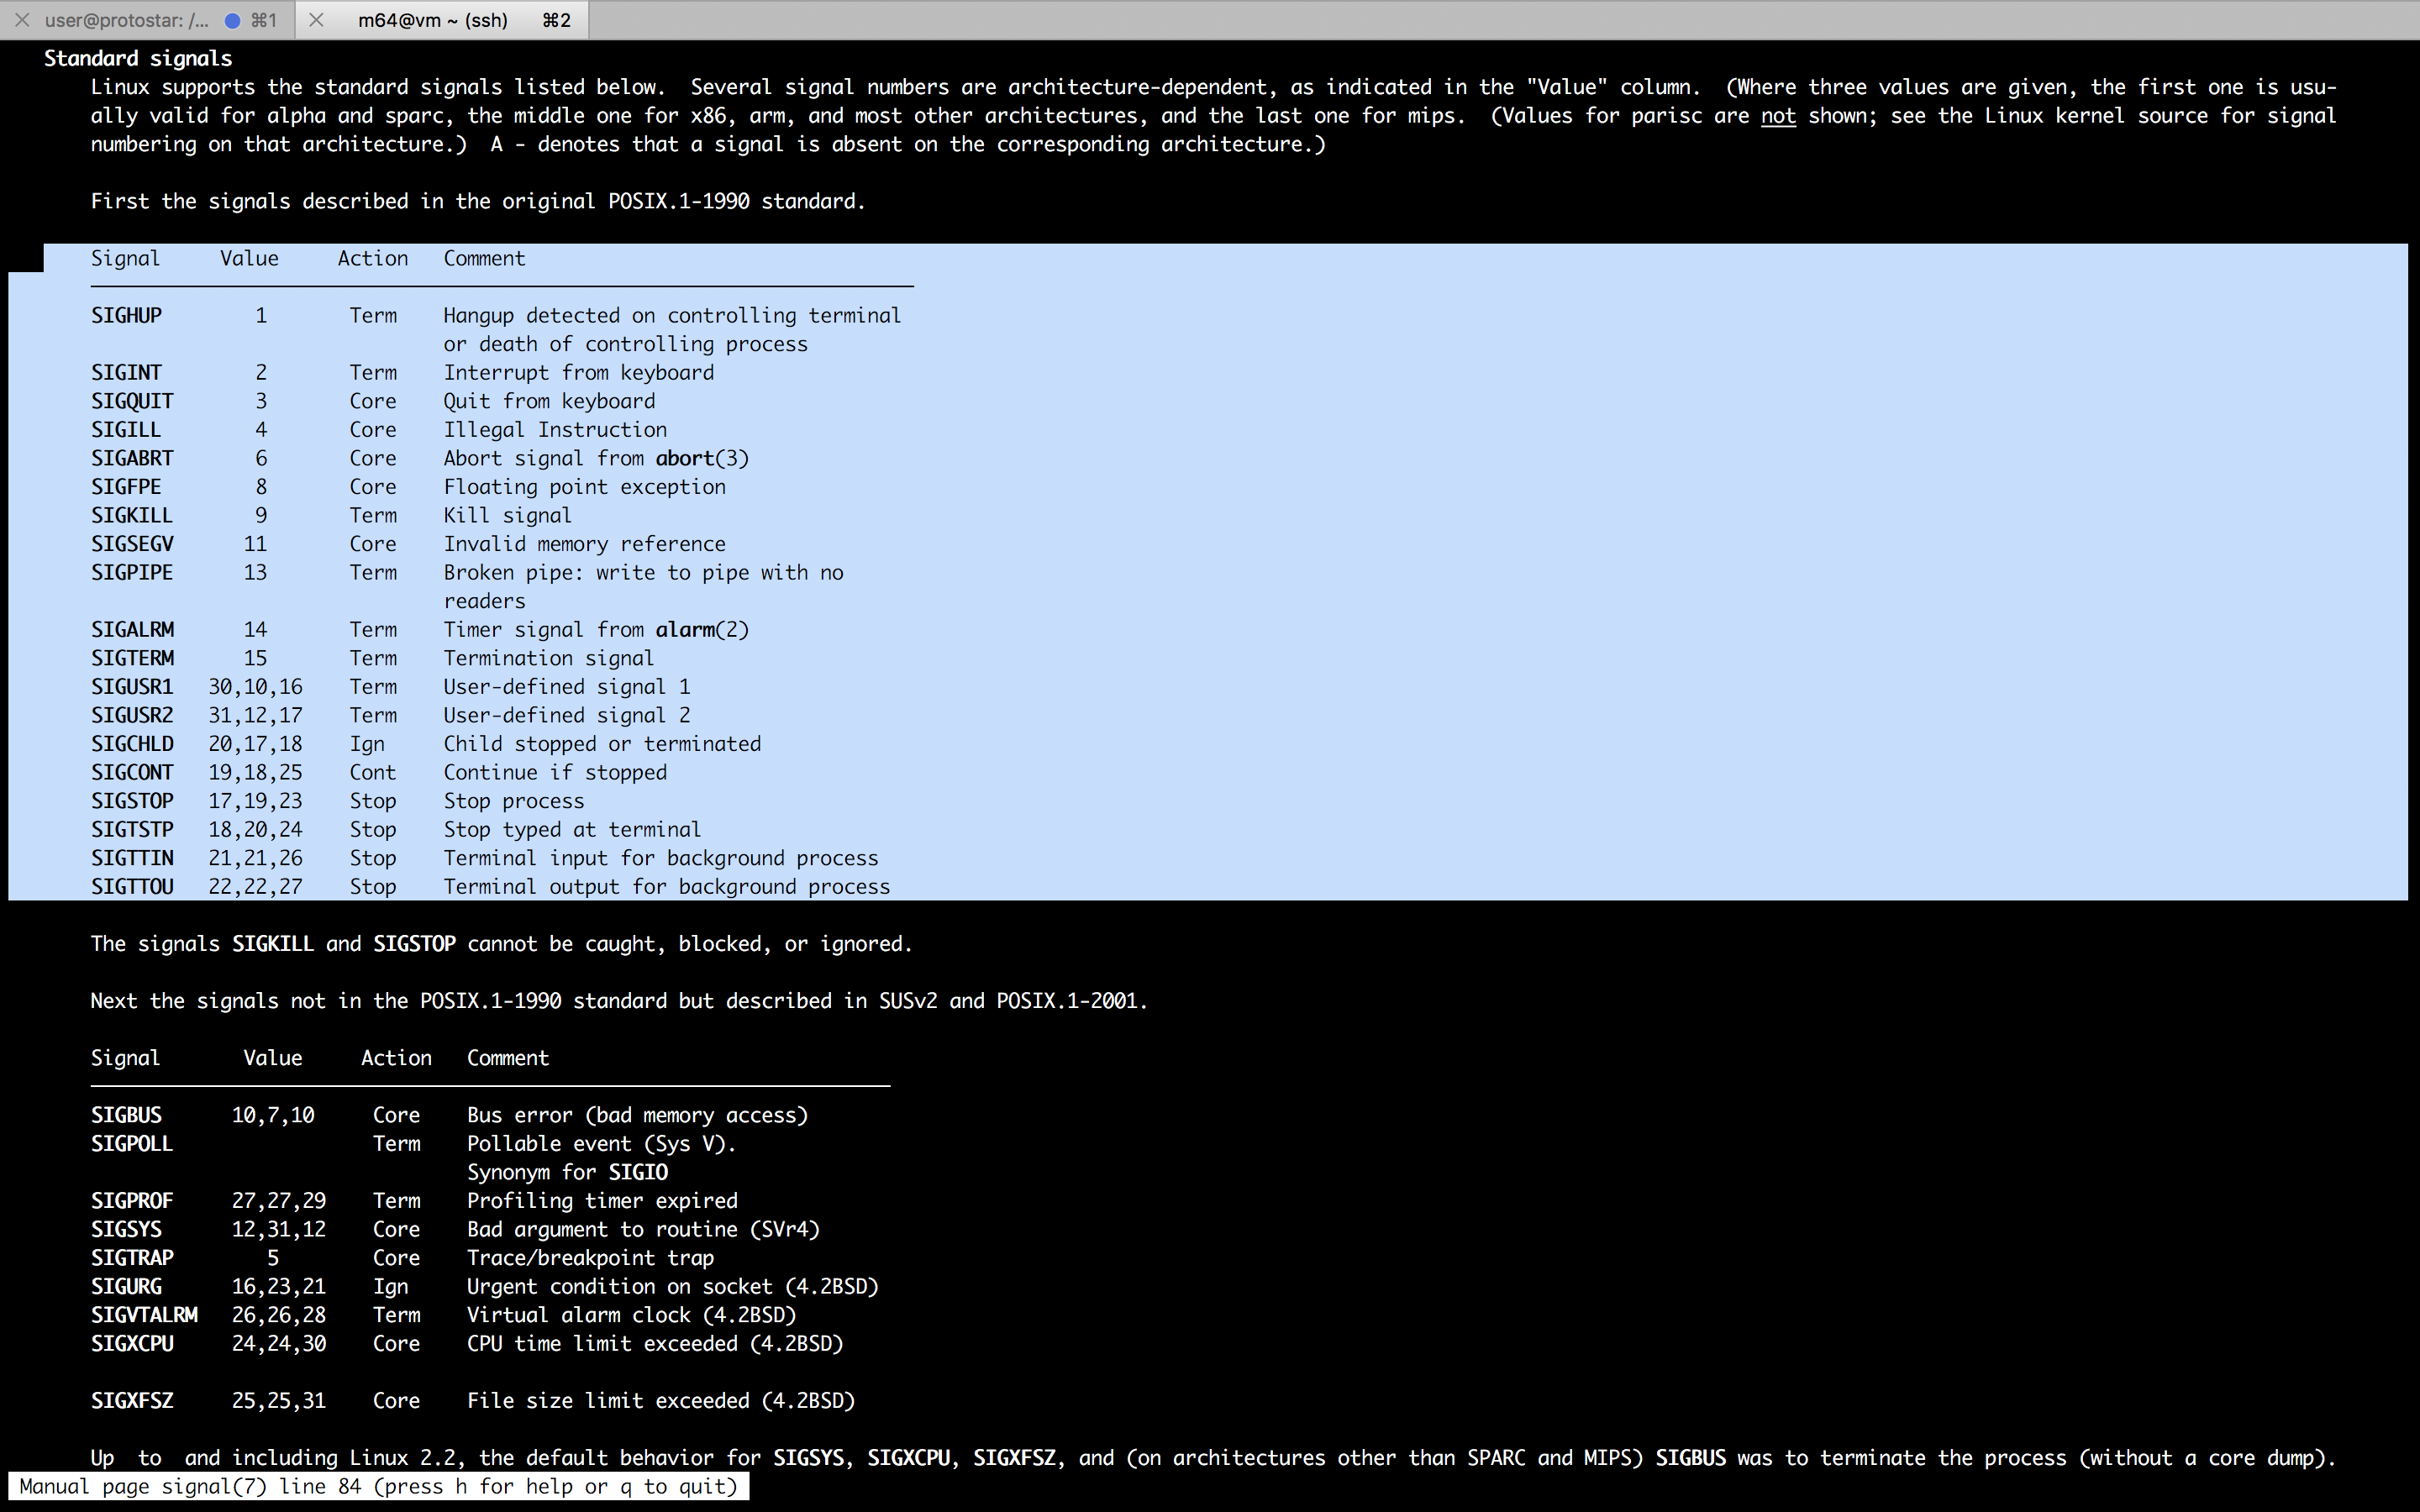 user@protostar: /... ⌘1 m64@vm ~ (ssh) ⌘2
Standard signals
Linux supports the standard signals listed below.  Several signal numbers are architecture-dependent, as indicated in the "Value" column.  (Where three values are given, the first one is usu-
ally valid for alpha and sparc, the middle one for x86, arm, and most other architectures, and the last one for mips.  (Values for parisc are not shown; see the Linux kernel source for signal
numbering on that architecture.)  A - denotes that a signal is absent on the corresponding architecture.)
First the signals described in the original POSIX.1-1990 standard.
Signal     Value     Action   Comment
SIGHUP        1       Term    Hangup detected on controlling terminal
or death of controlling process
SIGINT        2       Term    Interrupt from keyboard
SIGQUIT       3       Core    Quit from keyboard
SIGILL        4       Core    Illegal Instruction
SIGABRT       6       Core    Abort signal from abort(3)
SIGFPE        8       Core    Floating point exception
SIGKILL       9       Term    Kill signal
SIGSEGV      11       Core    Invalid memory reference
SIGPIPE      13       Term    Broken pipe: write to pipe with no
readers
SIGALRM      14       Term    Timer signal from alarm(2)
SIGTERM      15       Term    Termination signal
SIGUSR1   30,10,16    Term    User-defined signal 1
SIGUSR2   31,12,17    Term    User-defined signal 2
SIGCHLD   20,17,18    Ign     Child stopped or terminated
SIGCONT   19,18,25    Cont    Continue if stopped
SIGSTOP   17,19,23    Stop    Stop process
SIGTSTP   18,20,24    Stop    Stop typed at terminal
SIGTTIN   21,21,26    Stop    Terminal input for background process
SIGTTOU   22,22,27    Stop    Terminal output for background process
The signals SIGKILL and SIGSTOP cannot be caught, blocked, or ignored.
Next the signals not in the POSIX.1-1990 standard but described in SUSv2 and POSIX.1-2001.
Signal       Value     Action   Comment
SIGBUS      10,7,10     Core    Bus error (bad memory access)
SIGPOLL                 Term    Pollable event (Sys V).
Synonym for SIGIO
SIGPROF     27,27,29    Term    Profiling timer expired
SIGSYS      12,31,12    Core    Bad argument to routine (SVr4)
SIGTRAP        5        Core    Trace/breakpoint trap
SIGURG      16,23,21    Ign     Urgent condition on socket (4.2BSD)
SIGVTALRM   26,26,28    Term    Virtual alarm clock (4.2BSD)
SIGXCPU     24,24,30    Core    CPU time limit exceeded (4.2BSD)
SIGXFSZ     25,25,31    Core    File size limit exceeded (4.2BSD)
Up  to  and including Linux 2.2, the default behavior for SIGSYS, SIGXCPU, SIGXFSZ, and (on architectures other than SPARC and MIPS) SIGBUS was to terminate the process (without a core dump).
Manual page signal(7) line 84 (press h for help or q to quit)